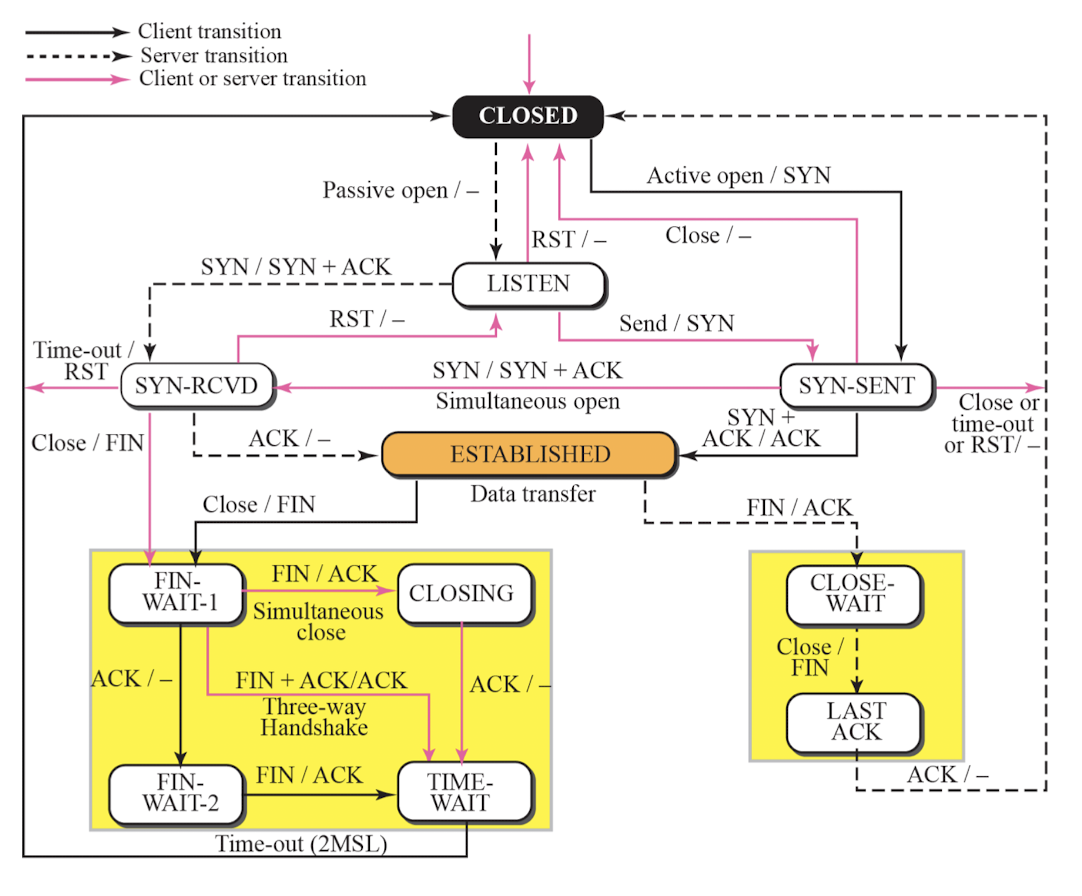 Client transition
Server transition
Client or server transition
CLOSED
Passive open / –
Active open / SYN
RST / –
Close / –
SYN / SYN + ACK
LISTEN
RST / –
Send / SYN
Time-out /
RST
SYN-RCVD
SYN / SYN + ACK
Simultaneous open
SYN-SENT
Close or
time-out
or RST/ –
Close / FIN
ACK / –
ESTABLISHED
Data transfer
SYN +
ACK / ACK
Close / FIN
FIN / ACK
FIN-
WAIT-1
FIN / ACK
Simultaneous
close
CLOSING
CLOSE-
WAIT
ACK / –
FIN + ACK/ACK
Three-way
Handshake
ACK / –
Close /
FIN
LAST
ACK
FIN-
WAIT-2
FIN / ACK
TIME-
WAIT
ACK / –
Time-out (2MSL)